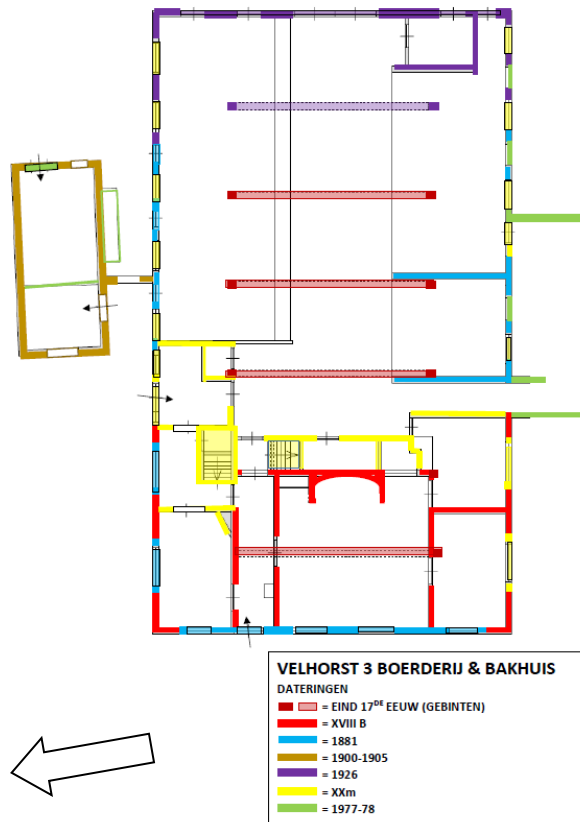 VELHORST 3 BOERDERIJ & BAKHUIS
DATERINGEN
= EIND 17DE EEUW (GEBINTEN)
= XVIII B
= 1881
= 1900-1905
= 1926
= XXm
= 1977-78